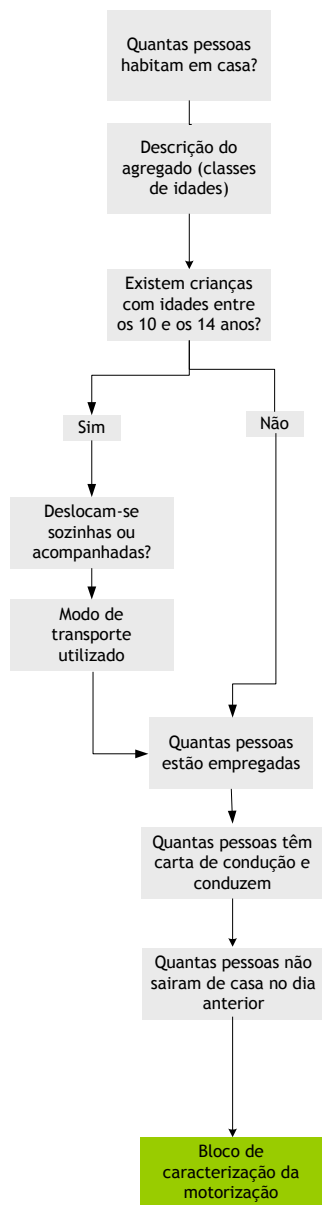 Quantas pessoas
habitam em casa?
Descrição do
agregado (classes
de idades)
Existem crianças
com idades entre
os 10 e os 14 anos?
Sim
Não
Deslocam-se
sozinhas ou
acompanhadas?
Modo de
transporte
utilizado
Quantas pessoas
estão empregadas
Quantas pessoas têm
carta de condução e
conduzem
Quantas pessoas não
sairam de casa no dia
anterior
Bloco de
caracterização da
motorização